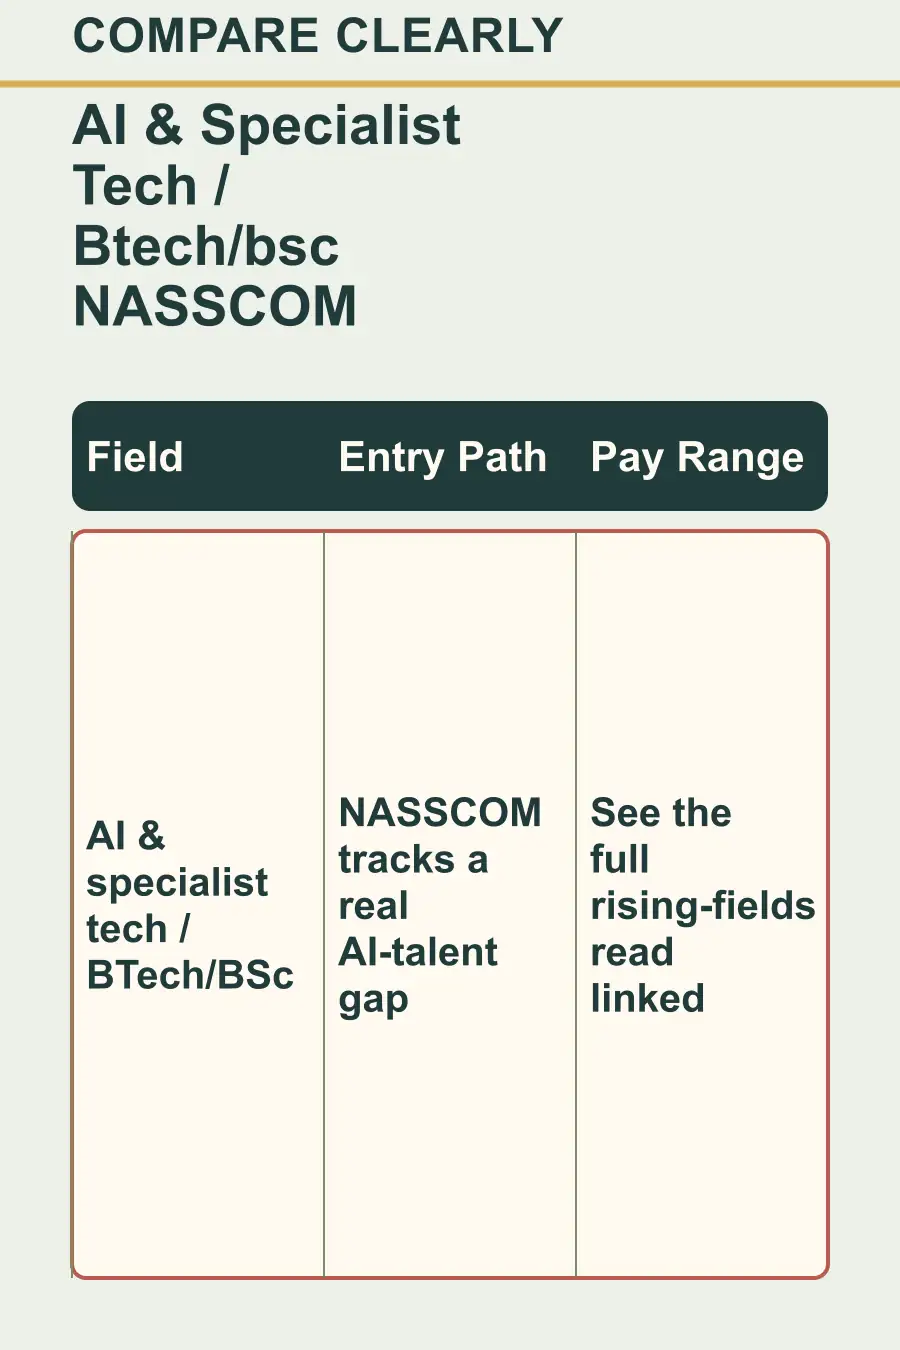 COMPARE CLEARLY
AI & Specialist
Tech /
Btech/bsc
NASSCOM
Field
Entry Path
Pay Range
AI &
specialist
tech /
BTech/BSc
NASSCOM
tracks a
real
AI-talent
gap
See the
full
rising-fields
read
linked